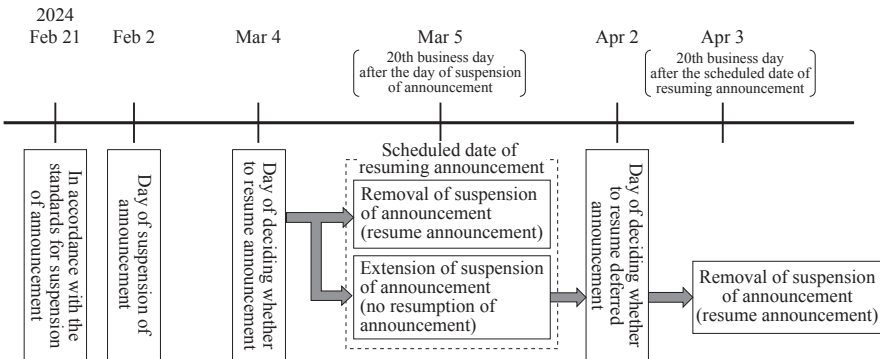 2024
Feb 21
Feb 2
Mar 4
Mar 5
Apr 2
Apr 3
20th business day
after the day of suspension
of announcement
20th business day
after the scheduled date of
resuming announcement
In accordance with the
standards for suspension
of announcement
Day of suspension of
announcement
Day of deciding whether
to resume announcement
Scheduled date of
resuming announcement
Removal of suspension
of announcement
(resume announcement)
Extension of suspension
of announcement
(no resumption of
announcement)
Day of deciding whether
to resume deferred
announcement
Removal of suspension
of announcement
(resume announcement)